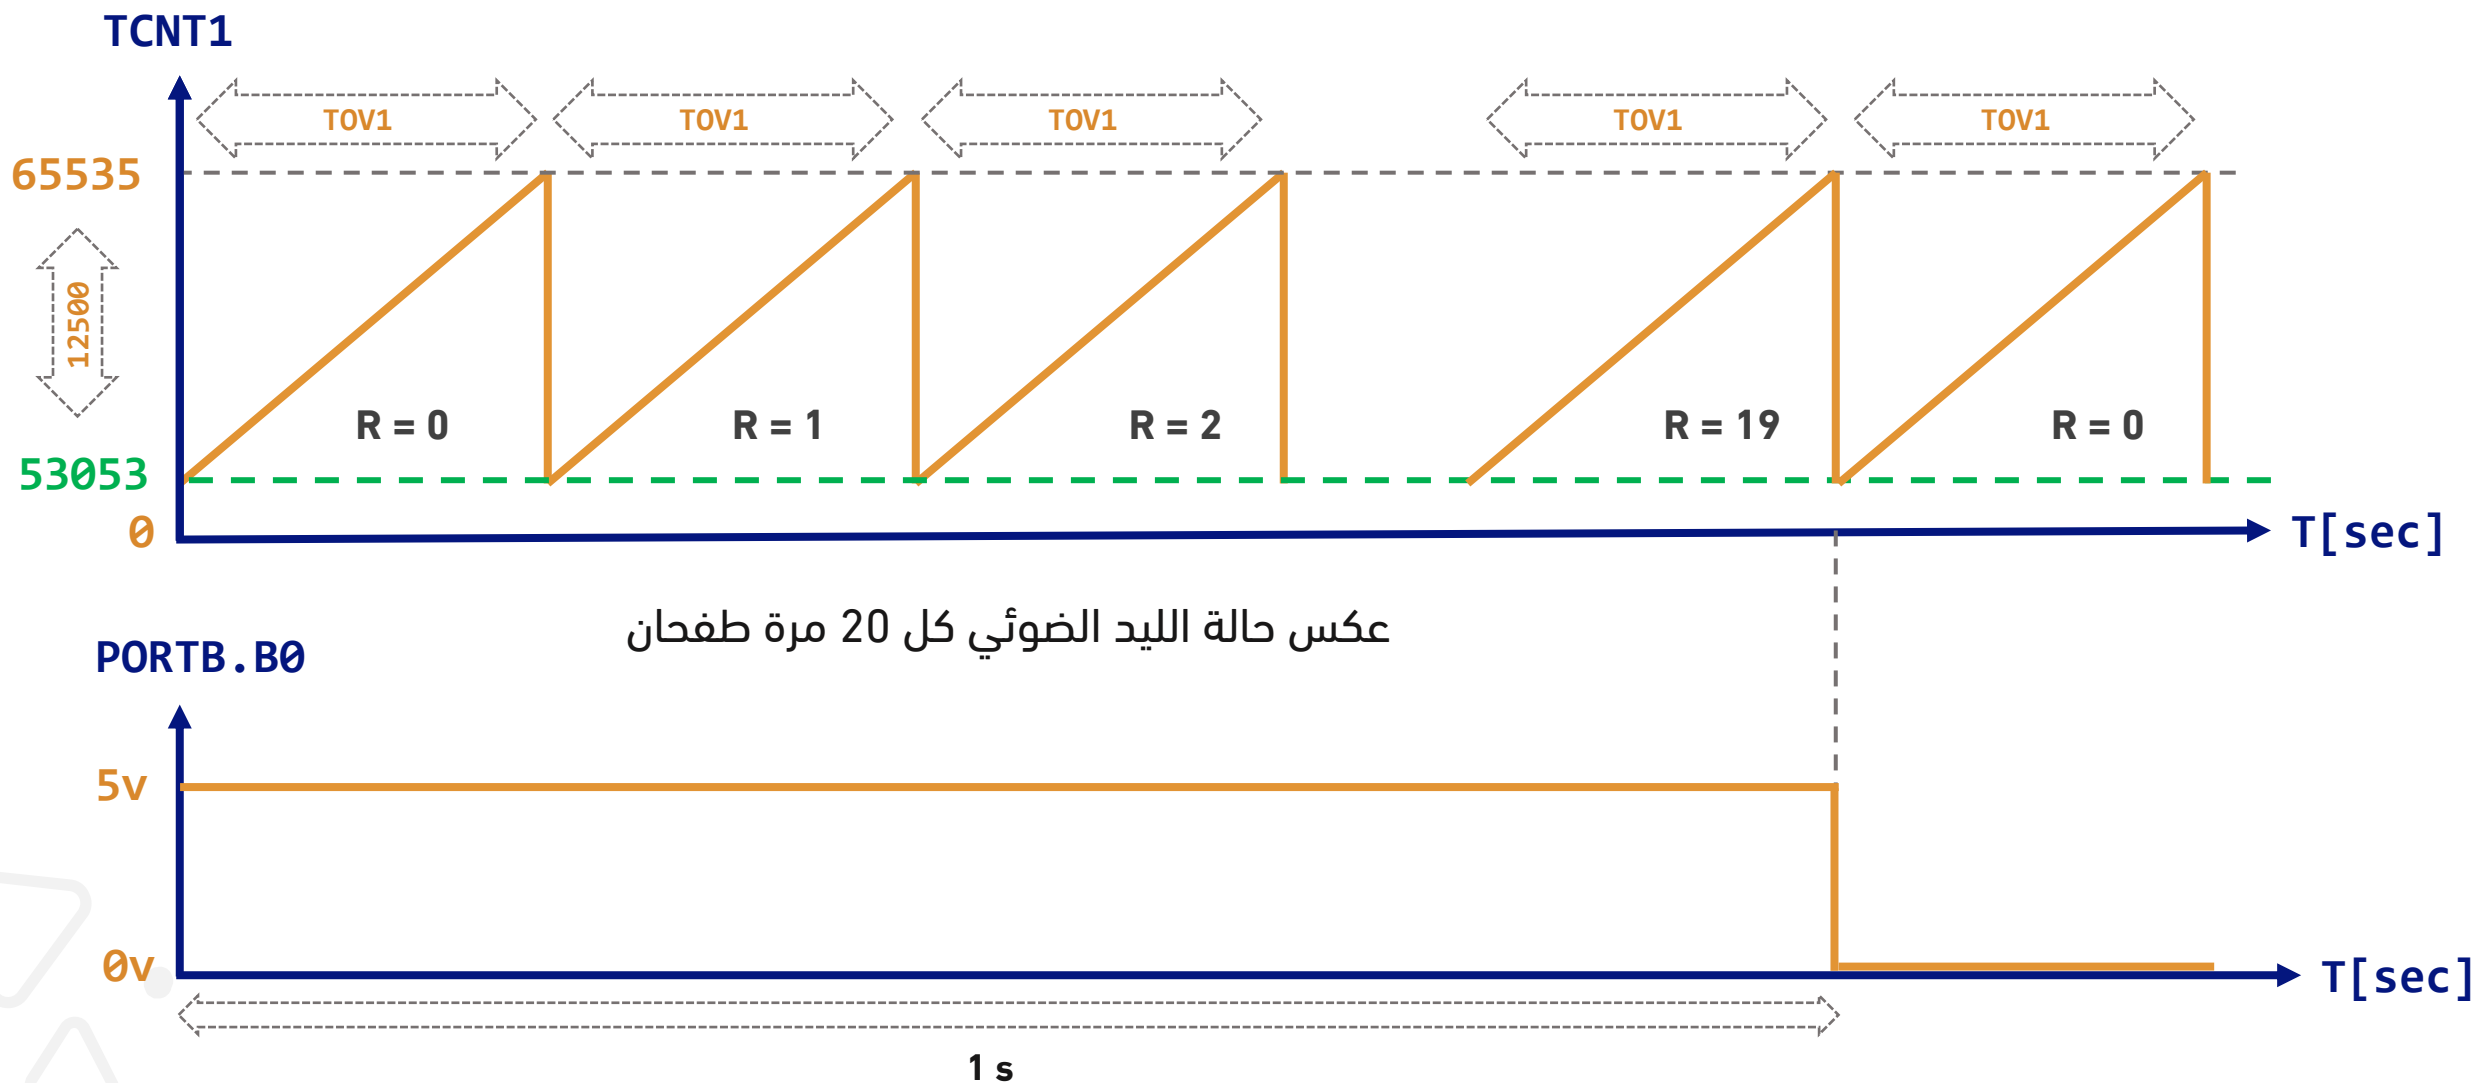 TCNT1
TOV1 TOV1 TOV1 TOV1 TOV1
65535
12500
R = 0 R = 1 R = 2 R = 19 R = 0
53053
0
T[sec]
عكس حالة الليد الضوئي كل 20 مرة طفحان
PORTB.B0
5v
0v
T[sec]
1 s